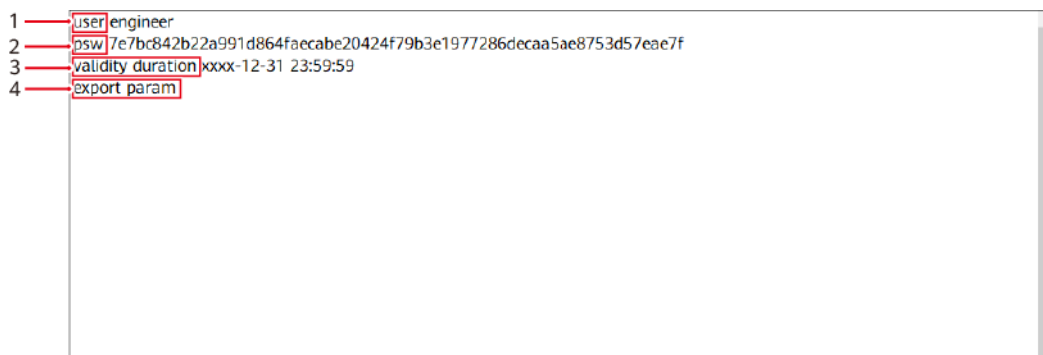 1 user engineer
2 psw 7e7bc842b22a991d864faecabe20424f79b3e1977286decaa5ae8753d57eae7f
3 validity duration xxxx-12-31 23:59:59
4 export param